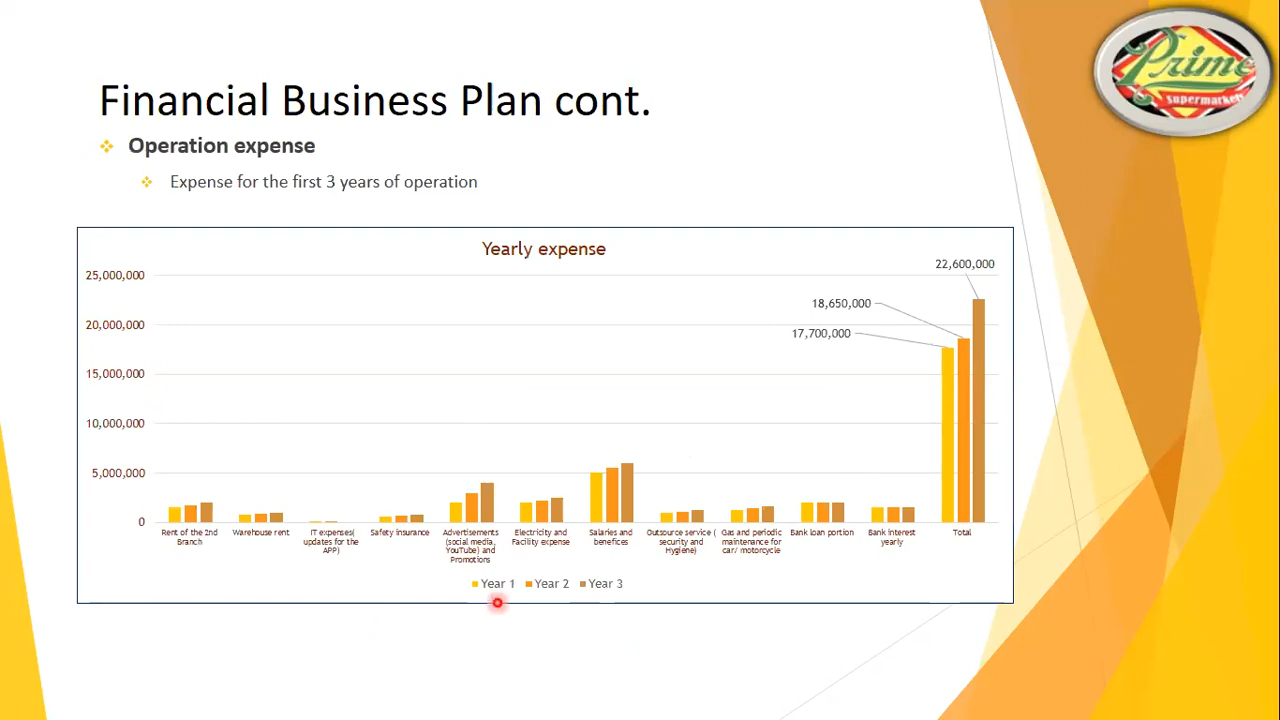 Prime
supermarkets
Financial Business Plan cont.
Operation expense
Expense for the first 3 years of operation
Yearly expense
25,000,000
20,000,000
15,000,000
10,000,000
5,000,000
0
22,600,000
18,650,000
17,700,000
Rent of the 2nd
Branch
Warehouse rent
IT expenses(
updates for the
APP)
Safety insurance
Advertisements
(social media,
YouTube) and
Promotions
Electricity and
Facility expense
Salaries and
benefices
Outsource service (
security and
Hygiene)
Gas and periodic
maintenance for
car/ motorcycle
Bank loan portion
Bank interest
yearly
Total
Year 1
Year 2
Year 3